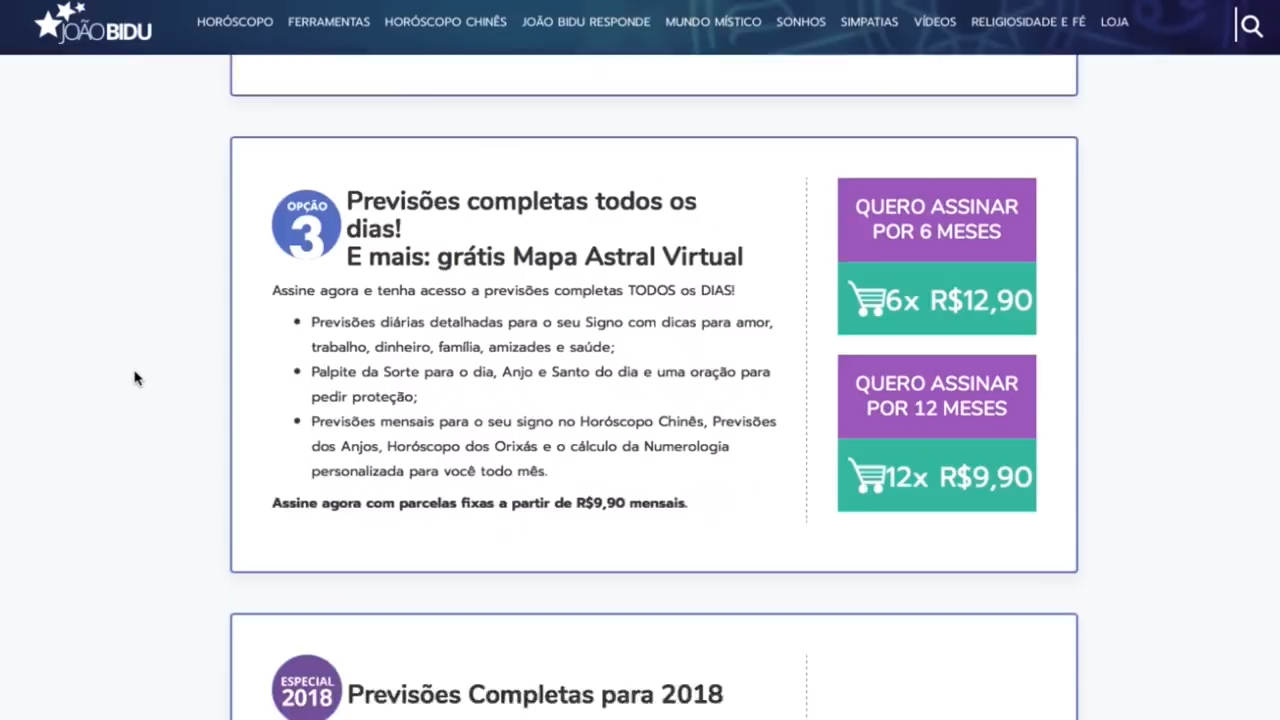 JOÃO BIDU
HORÓSCOPO FERRAMENTAS HORÓSCOPO CHINÊS JOÃO BIDU RESPONDE MUNDO MÍSTICO SONHOS SIMPATIAS VÍDEOS RELIGIOSIDADE E FÉ LOJA
OPÇÃO
3
Previsões completas todos os
dias!
E mais: grátis Mapa Astral Virtual
Assine agora e tenha acesso a previsões completas TODOS os DIAS!
• Previsões diárias detalhadas para o seu Signo com dicas para amor,
trabalho, dinheiro, família, amizades e saúde;
• Palpite da Sorte para o dia, Anjo e Santo do dia e uma oração para
pedir proteção;
• Previsões mensais para o seu signo no Horóscopo Chinês, Previsões
dos Anjos, Horóscopo dos Orixás e o cálculo da Numerologia
personalizada para você todo mês.
Assine agora com parcelas fixas a partir de R$9,90 mensais.
QUERO ASSINAR
POR 6 MESES
6x R$12,90
QUERO ASSINAR
POR 12 MESES
12x R$9,90
ESPECIAL
2018
Previsões Completas para 2018